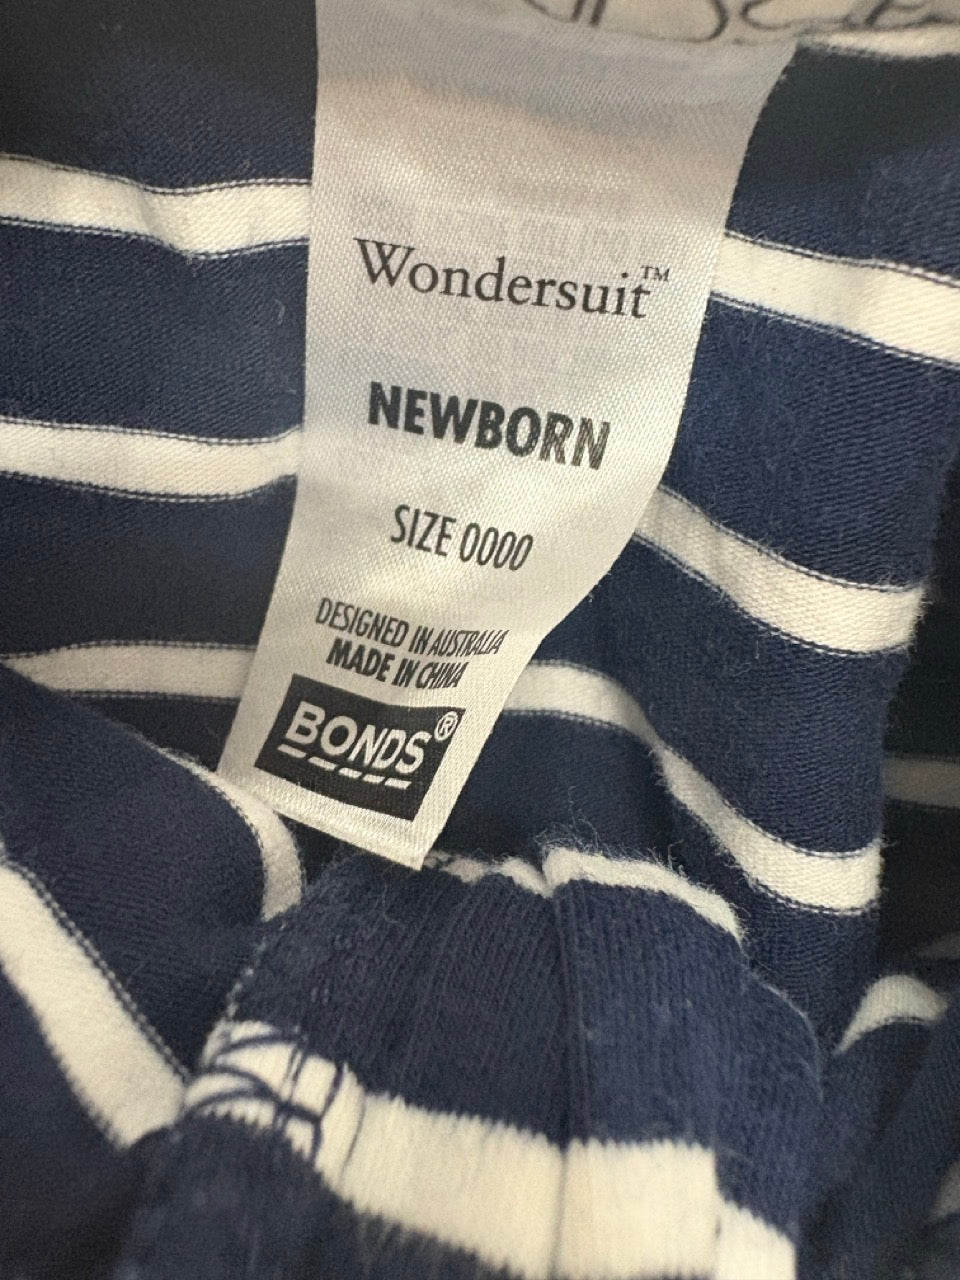 Wondersuit™
NEWBORN
SIZE 0000
DESIGNED IN AUSTRALIA
MADE IN CHINA
BONDS®